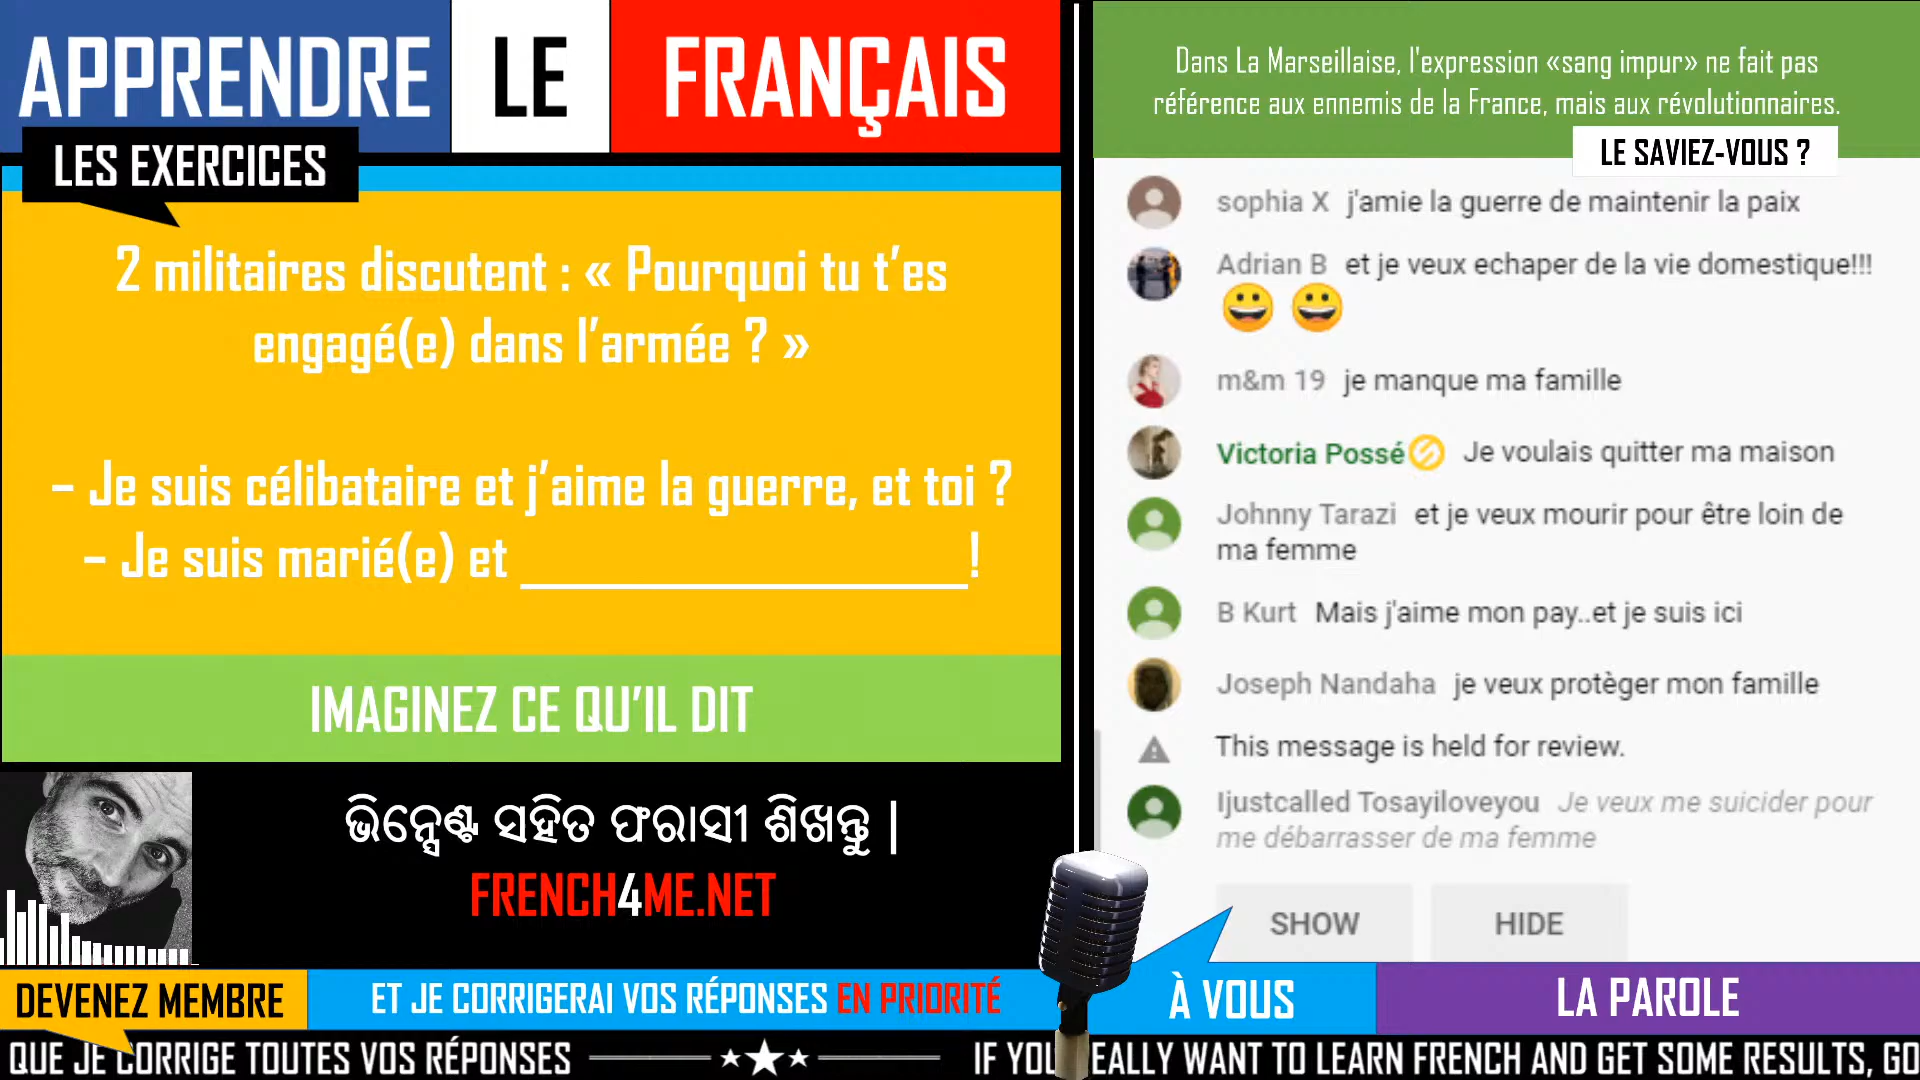 APPRENDRE LE FRANÇAIS
LES EXERCICES
2 militaires discutent : « Pourquoi tu t'es
engagé(e) dans l'armée ? »
– Je suis célibataire et j'aime la guerre, et toi ?
– Je suis marié(e) et ____________________!
IMAGINEZ CE QU'IL DIT
ଭିନ୍ସେଣ୍ଟ ସହିତ ଫରାସୀ ଶିଖନ୍ତୁ |
FRENCH4ME.NET
Dans La Marseillaise, l'expression «sang impur» ne fait pas
référence aux ennemis de la France, mais aux révolutionnaires.
LE SAVIEZ-VOUS ?
sophia X j'amie la guerre de maintenir la paix
Adrian B et je veux echaper de la vie domestique!!!
m&m 19 je manque ma famille
Victoria Possé Je voulais quitter ma maison
Johnny Tarazi et je veux mourir pour être loin de
ma femme
B Kurt Mais j'aime mon pay..et je suis ici
Joseph Nandaha je veux protèger mon famille
This message is held for review.
Ijustcalled Tosayiloveyou Je veux me suicider pour
me débarrasser de ma femme
SHOW HIDE
DEVENEZ MEMBRE ET JE CORRIGERAI VOS RÉPONSES EN PRIORITÉ
À VOUS LA PAROLE
QUE JE CORRIGE TOUTES VOS RÉPONSES
IF YOU REALLY WANT TO LEARN FRENCH AND GET SOME RESULTS, GO